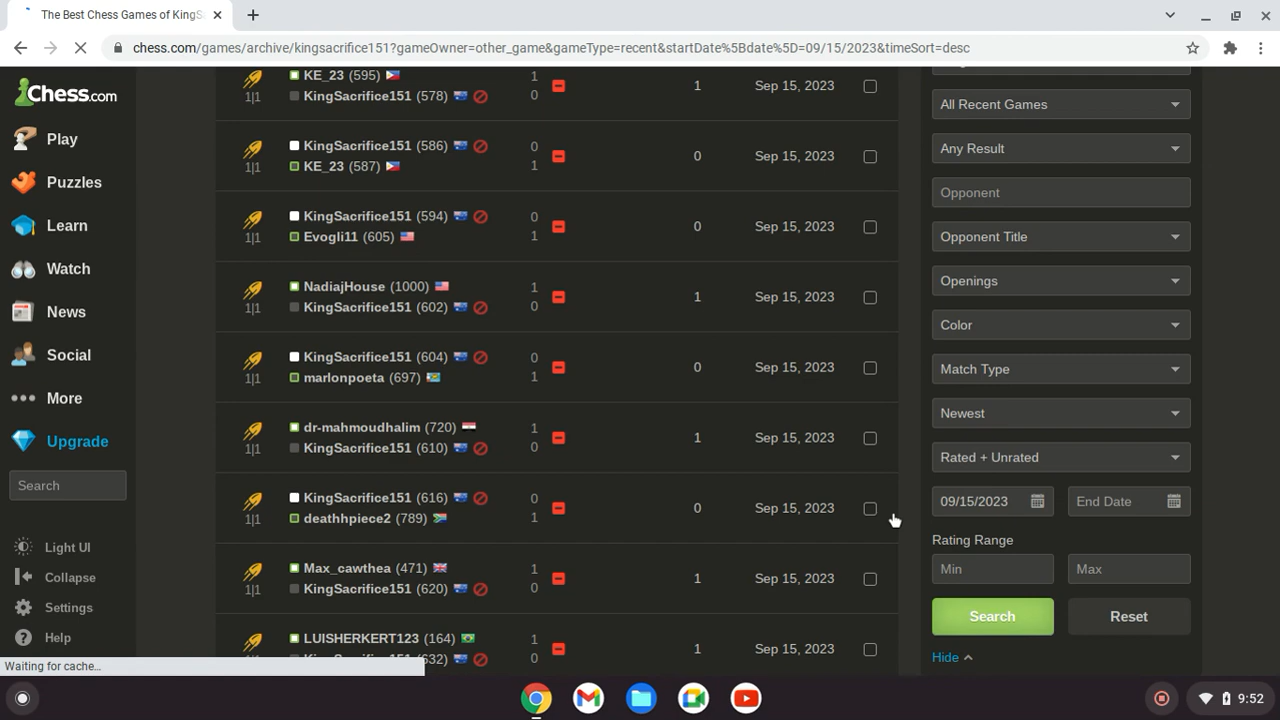 The Best Chess Games of KingS
chess.com/games/archive/kingsacrifice151?gameOwner=other_game&gameType=recent&startDate%5Bdate%5D=09/15/2023&timeSort=desc
Chess.com
Play
Puzzles
Learn
Watch
News
Social
More
Upgrade
Search
Light UI
Collapse
Settings
Help
Waiting for cache…
KE_23 (595) 1
KingSacrifice151 (578) 0
1|1 1 Sep 15, 2023
KingSacrifice151 (586) 0
KE_23 (587) 1
1|1 0 Sep 15, 2023
KingSacrifice151 (594) 0
Evogli11 (605) 1
1|1 0 Sep 15, 2023
NadiajHouse (1000) 1
KingSacrifice151 (602) 0
1|1 1 Sep 15, 2023
KingSacrifice151 (604) 0
marlonpoeta (697) 1
1|1 0 Sep 15, 2023
dr-mahmoudhalim (720) 1
KingSacrifice151 (610) 0
1|1 1 Sep 15, 2023
KingSacrifice151 (616) 0
deathhpiece2 (789) 1
1|1 0 Sep 15, 2023
Max_cawthea (471) 1
KingSacrifice151 (620) 0
1|1 1 Sep 15, 2023
LUISHERKERT123 (164) 1
KingSacrifice151 (632) 0
1|1 1 Sep 15, 2023
All Recent Games
Any Result
Opponent
Opponent Title
Openings
Color
Match Type
Newest
Rated + Unrated
09/15/2023 End Date
Rating Range
Min Max
Search Reset
Hide
9:52